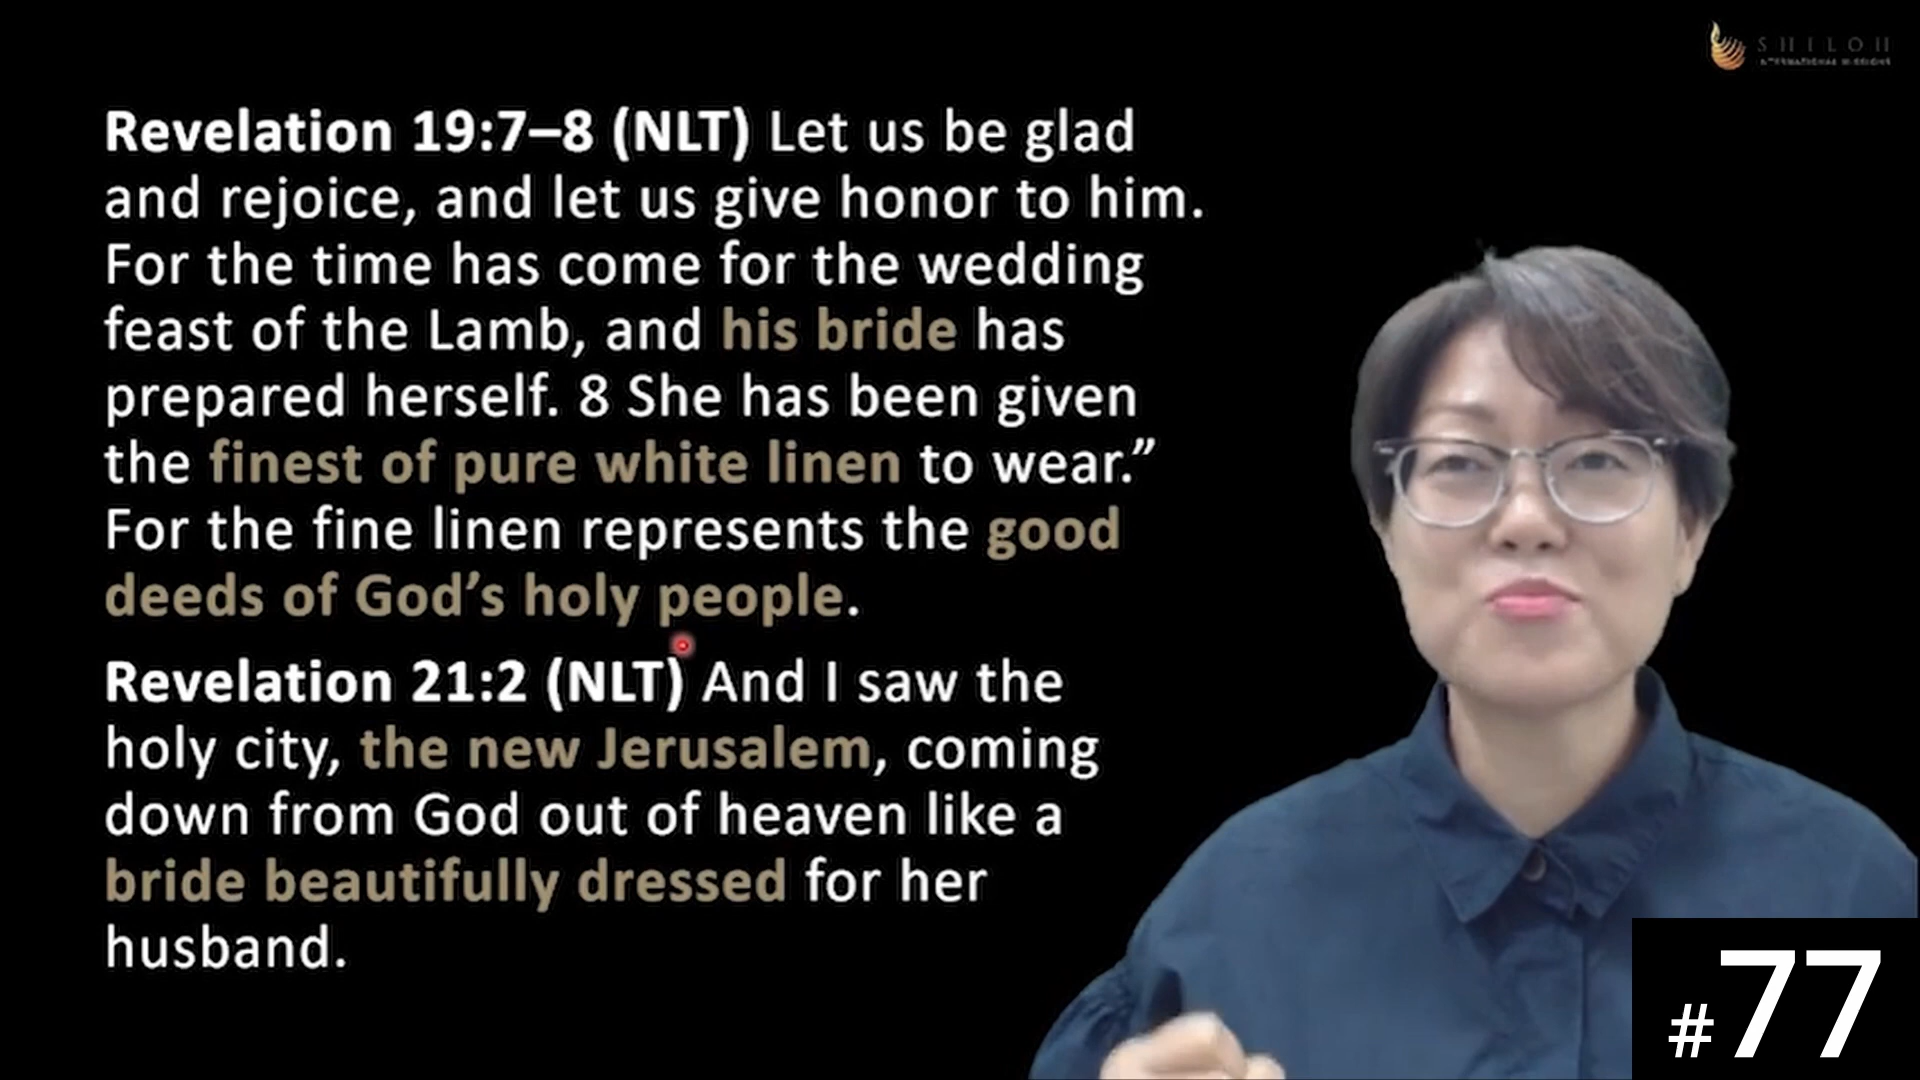 SHILOH
INTERNATIONAL MISSIONS
Revelation 19:7–8 (NLT) Let us be glad
and rejoice, and let us give honor to him.
For the time has come for the wedding
feast of the Lamb, and his bride has
prepared herself. 8 She has been given
the finest of pure white linen to wear.”
For the fine linen represents the good
deeds of God’s holy people.
Revelation 21:2 (NLT) And I saw the
holy city, the new Jerusalem, coming
down from God out of heaven like a
bride beautifully dressed for her
husband.
#77